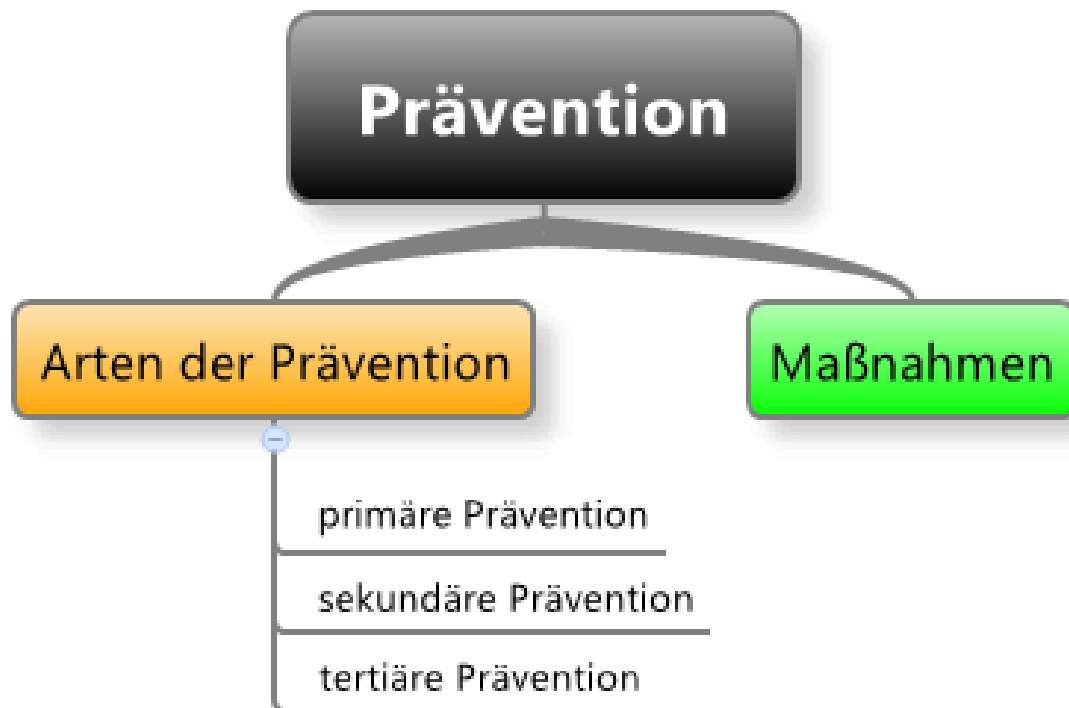 Prävention
Arten der Prävention
Maßnahmen
primäre Prävention
sekundäre Prävention
tertiäre Prävention